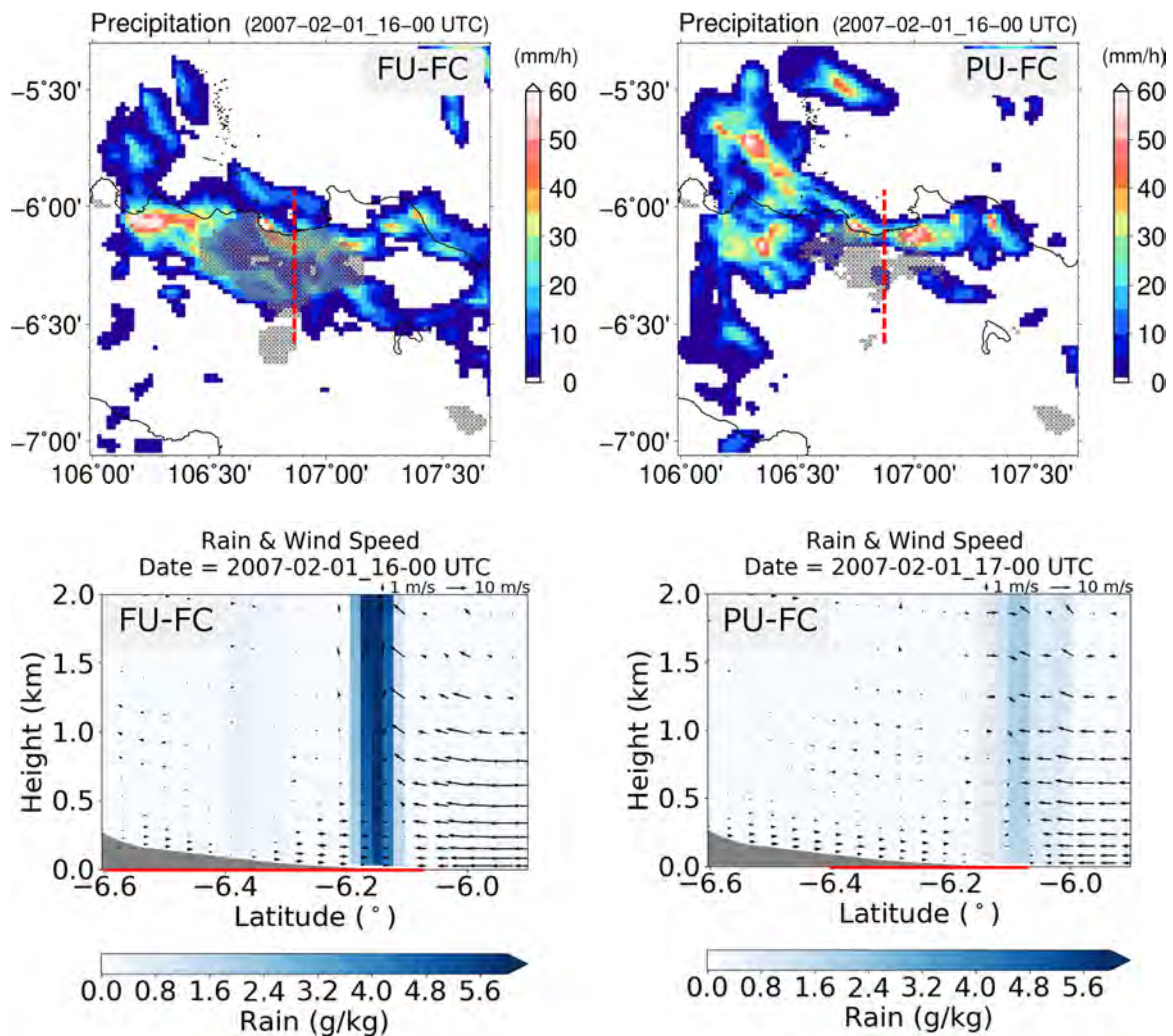 Precipitation (2007-02-01_16-00 UTC)
(mm/h)
FU-FC
−5°30'
−6°00'
−6°30'
−7°00'
106°00'
106°30'
107°00'
107°30'
60
50
40
30
20
10
0
Precipitation (2007-02-01_16-00 UTC)
(mm/h)
PU-FC
−5°30'
−6°00'
−6°30'
−7°00'
106°00'
106°30'
107°00'
107°30'
60
50
40
30
20
10
0
Rain & Wind Speed
Date = 2007-02-01_16-00 UTC
1 m/s
10 m/s
FU-FC
Height (km)
2.0
1.5
1.0
0.5
0.0
−6.6
−6.4
−6.2
−6.0
Latitude (°)
0.0 0.8 1.6 2.4 3.2 4.0 4.8 5.6
Rain (g/kg)
Rain & Wind Speed
Date = 2007-02-01_17-00 UTC
1 m/s
10 m/s
PU-FC
Height (km)
2.0
1.5
1.0
0.5
0.0
−6.6
−6.4
−6.2
−6.0
Latitude (°)
0.0 0.8 1.6 2.4 3.2 4.0 4.8 5.6
Rain (g/kg)